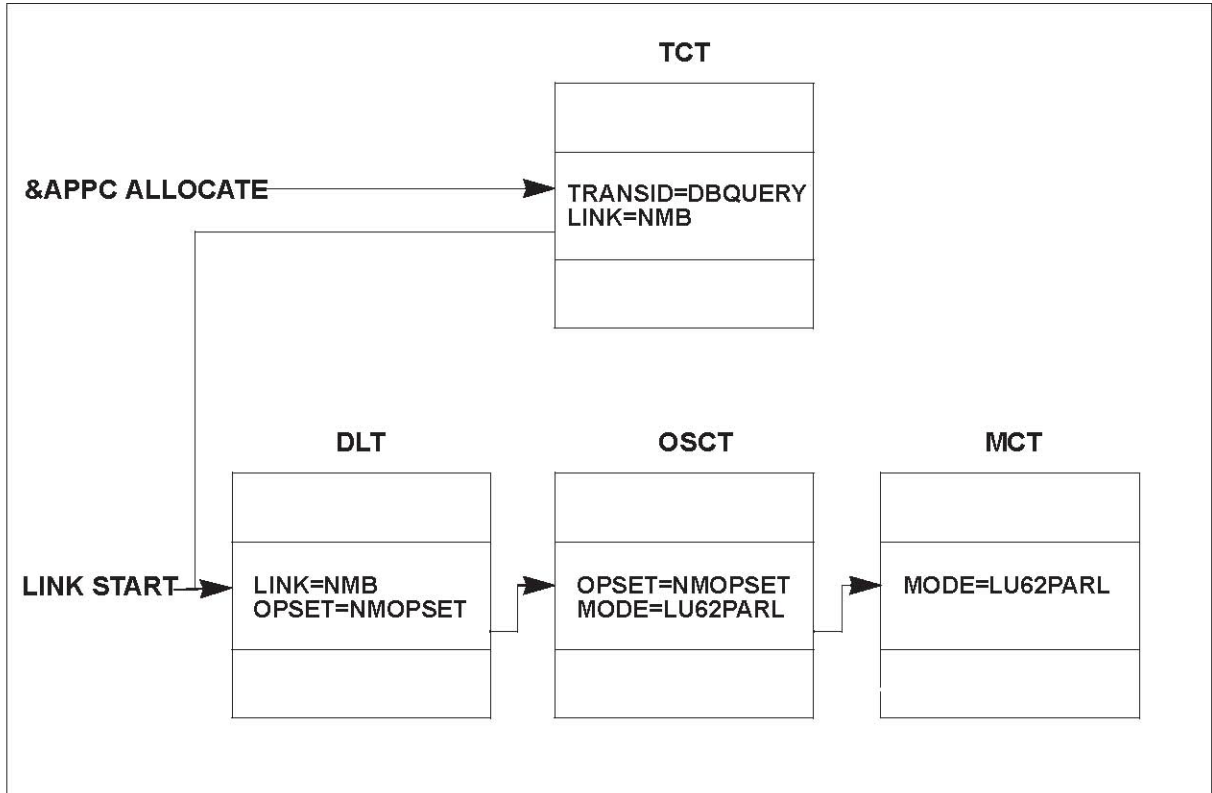 TCT
&APPC ALLOCATE
TRANSID=DBQUERY
LINK=NMB
DLT
OSCT
MCT
LINK START
LINK=NMB
OPSET=NMOPSET
OPSET=NMOPSET
MODE=LU62PARL
MODE=LU62PARL